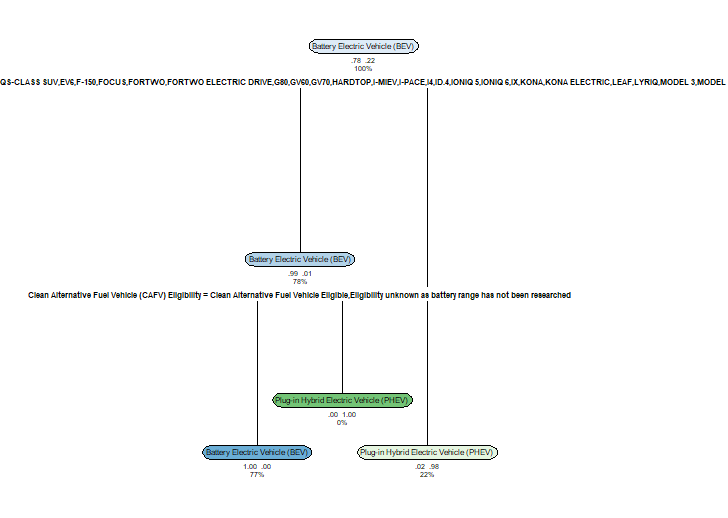 Battery Electric Vehicle (BEV)
.78 .22
100%
QS-CLASS SUV,EV6,F-150,FOCUS,FORTWO,FORTWO ELECTRIC DRIVE,G80,GV60,GV70,HARDTOP,I-MIEV,I-PACE,I4,ID.4,IONIQ 5,IONIQ 6,IX,KONA,KONA ELECTRIC,LEAF,LYRIQ,MODEL 3,MODEL
Battery Electric Vehicle (BEV)
.99 .01
78%
Clean Alternative Fuel Vehicle (CAFV) Eligibility = Clean Alternative Fuel Vehicle Eligible,Eligibility unknown as battery range has not been researched
Plug-in Hybrid Electric Vehicle (PHEV)
.00 1.00
0%
Battery Electric Vehicle (BEV)
1.00 .00
77%
Plug-in Hybrid Electric Vehicle (PHEV)
.02 .98
22%